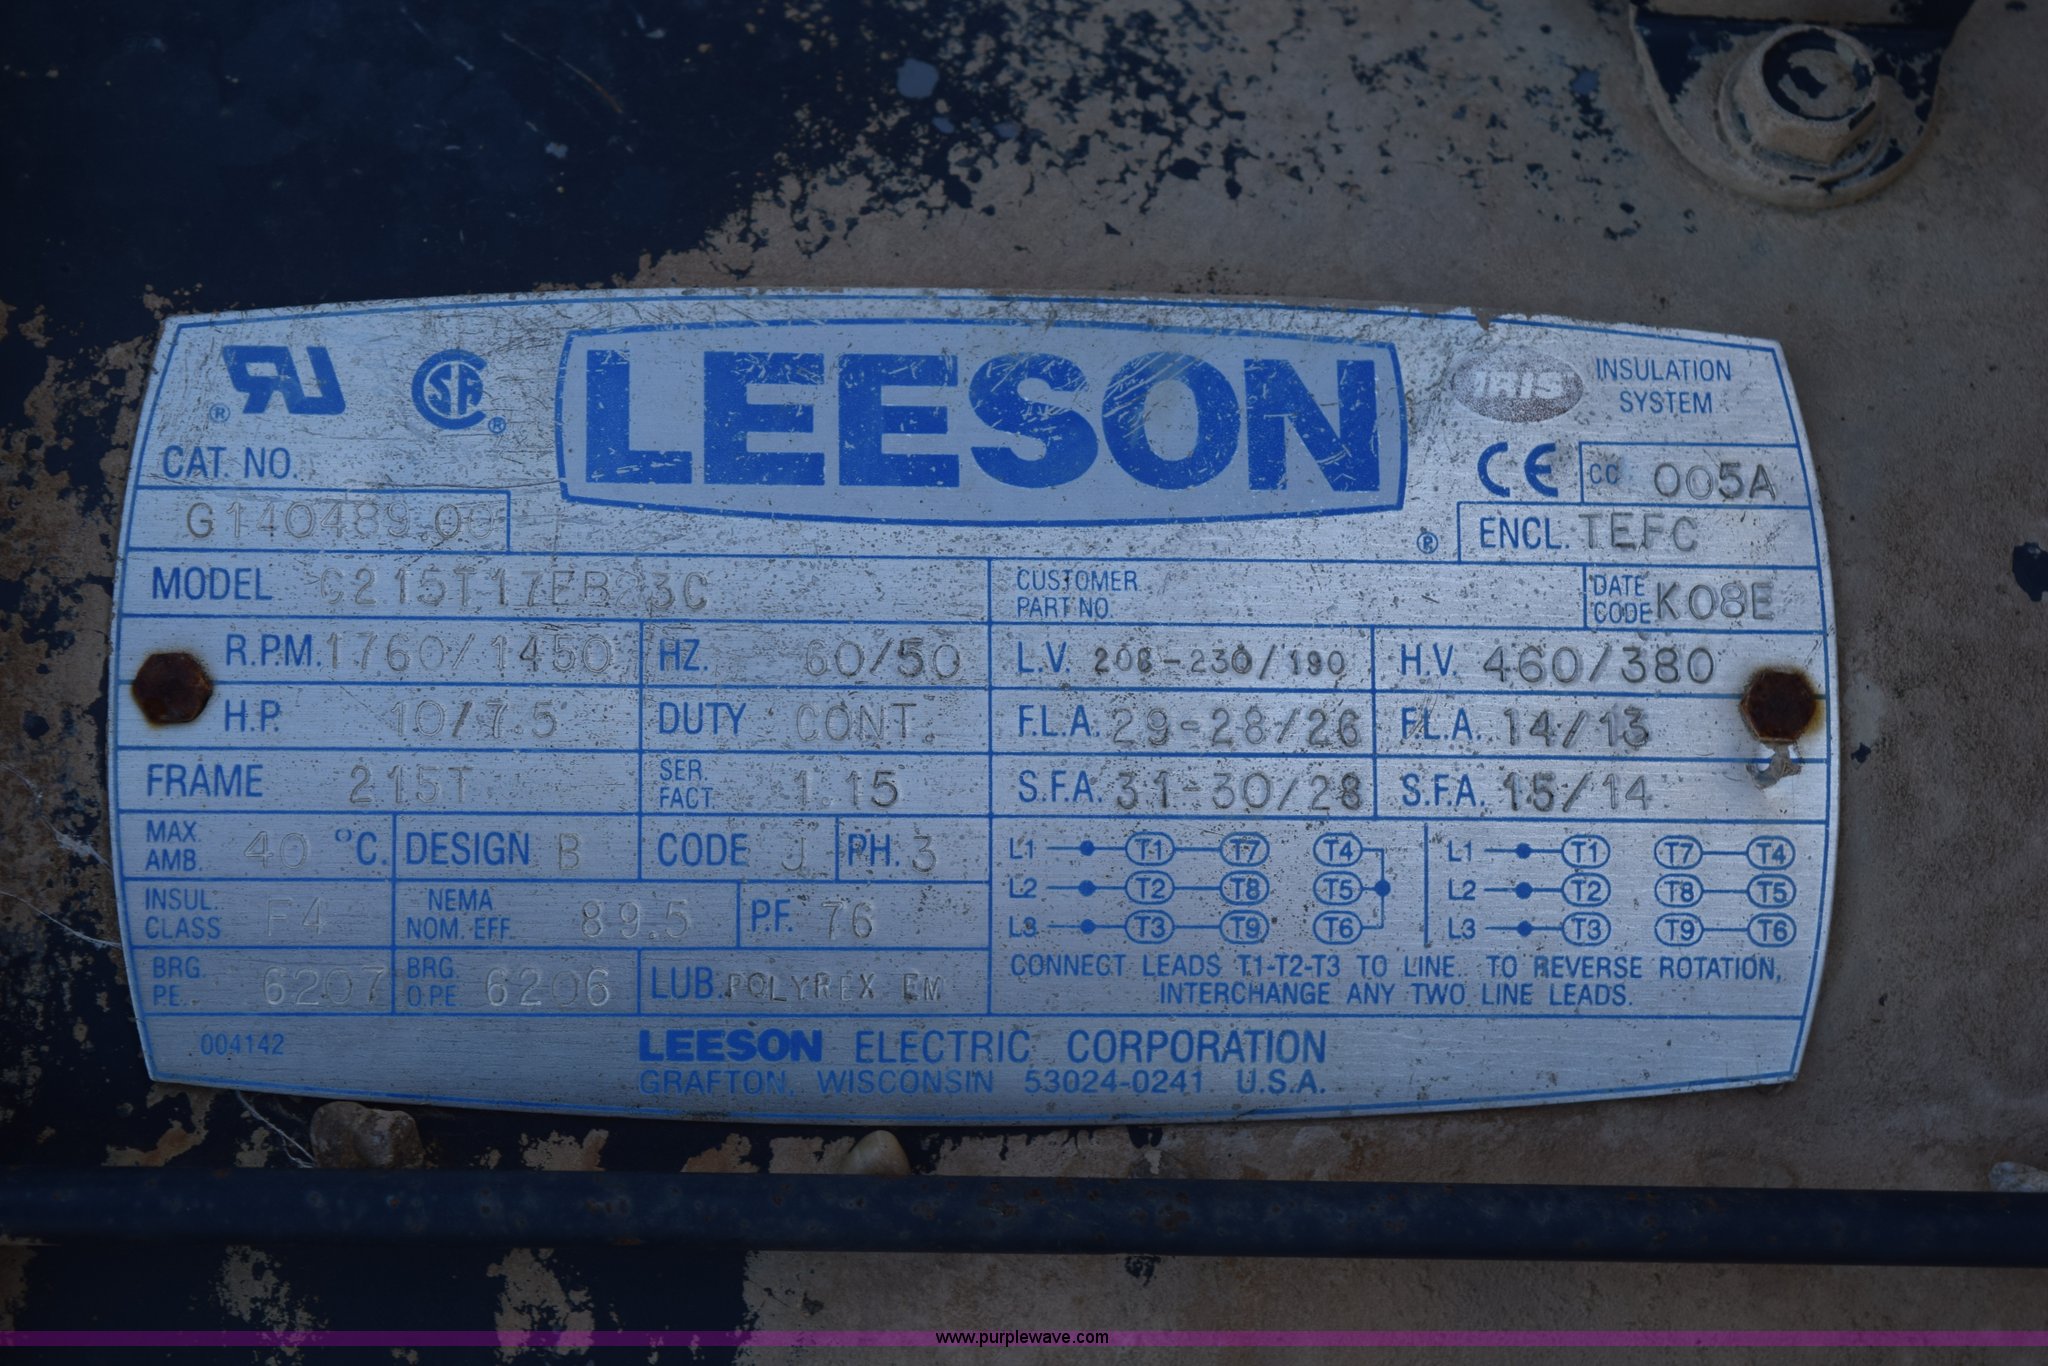 LEESON
IRIS INSULATION
SYSTEM
CAT. NO.
G140489.00
CE CC 005A
ENCL. TEFC
MODEL G215T17EB23C CUSTOMER
PART NO. DATE
CODE K08E
R.P.M. 1760/1450 HZ. 60/50 L.V. 208-230/190 H.V. 460/380
H.P. 10/7.5 DUTY CONT. F.L.A. 29-28/26 F.L.A. 14/13
FRAME 215T SER.
FACT. 1.15 S.F.A. 31-30/28 S.F.A. 15/14
MAX.
AMB. 40 °C. DESIGN B CODE J PH. 3
INSUL.
CLASS F4 NEMA
NOM. EFF. 89.5 P.F. 76
BRG.
P.E. 6207 BRG.
O.P.E 6206 LUB. POLYREX EM
L1 T1 T7 T4 L1 T1 T7 T4
L2 T2 T8 T5 L2 T2 T8 T5
L3 T3 T9 T6 L3 T3 T9 T6
CONNECT LEADS T1-T2-T3 TO LINE. TO REVERSE ROTATION,
INTERCHANGE ANY TWO LINE LEADS.
004142
LEESON ELECTRIC CORPORATION
GRAFTON, WISCONSIN 53024-0241 U.S.A.
www.purplewave.com